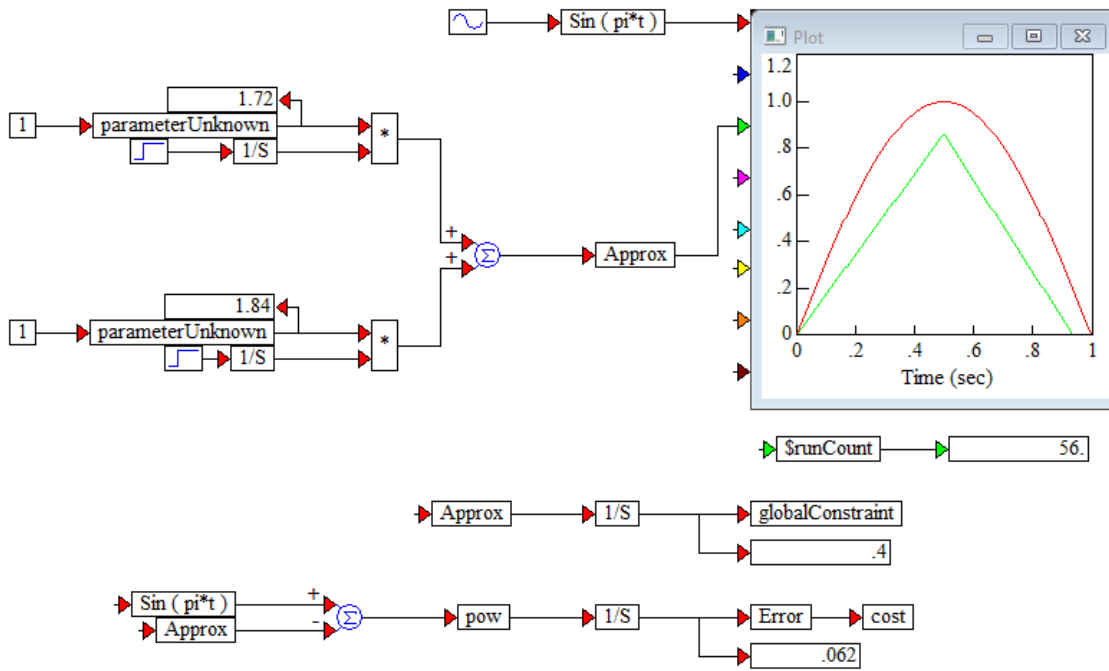 Sin ( pi*t )
Plot
1.2
1.0
.8
.6
.4
.2
0
0 .2 .4 .6 .8 1
Time (sec)
1.72
1 parameterUnknown
1/S
*
+
+
Σ
Approx
1.84
1 parameterUnknown
1/S
*
$runCount 56.
Approx 1/S globalConstraint
.4
Sin ( pi*t ) + Σ pow 1/S Error cost
Approx -
.062